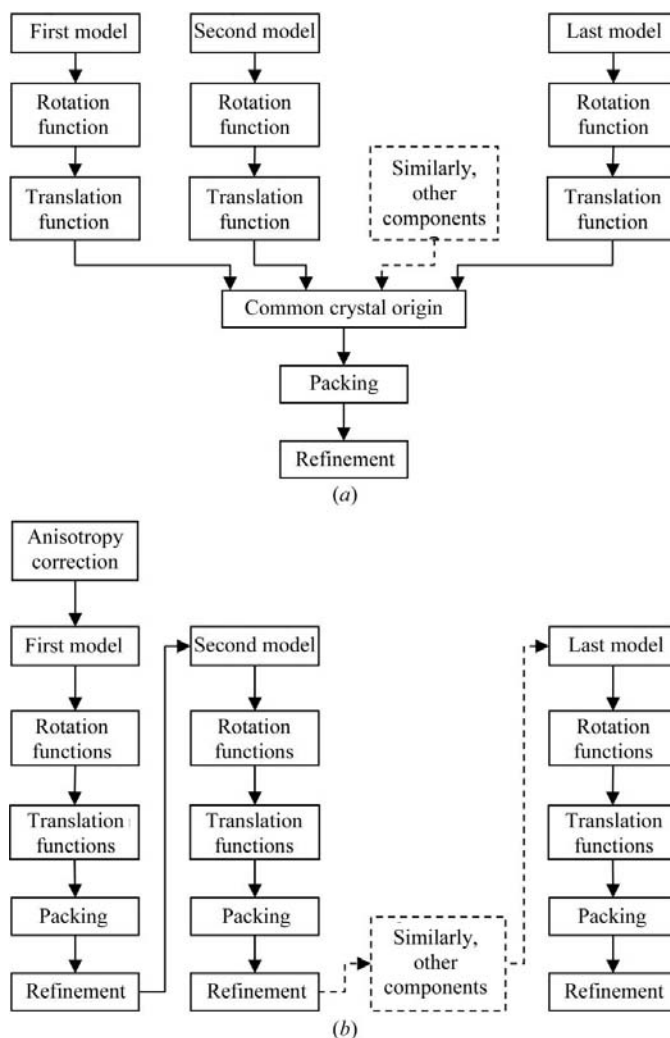 First model
Second model
Last model
Rotation
function
Rotation
function
Rotation
function
Translation
function
Translation
function
Similarly,
other
components
Translation
function
Common crystal origin
Packing
Refinement
(a)
Anisotropy
correction
First model
Second model
Last model
Rotation
functions
Rotation
functions
Rotation
functions
Translation
functions
Translation
functions
Translation
functions
Packing
Packing
Similarly,
other
components
Packing
Refinement
Refinement
Refinement
(b)